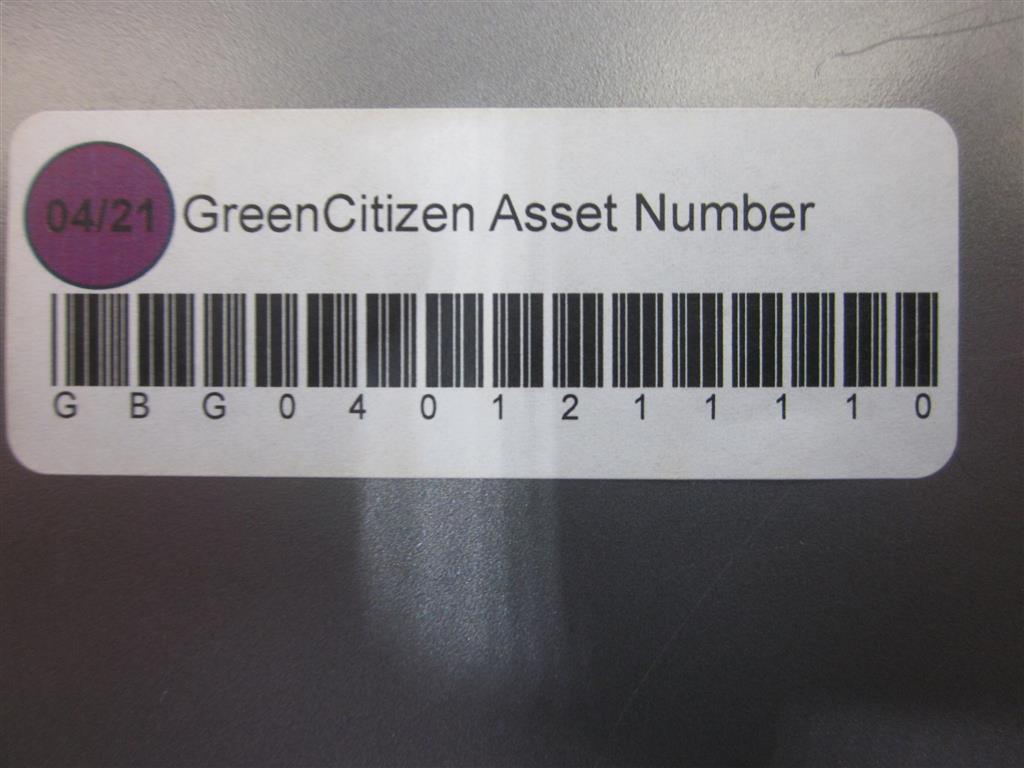 04/21 GreenCitizen Asset Number
G B G 0 4 0 1 2 1 1 1 1 0